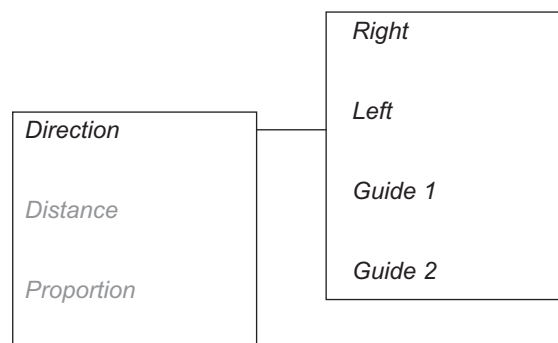 Direction
Distance
Proportion
Right
Left
Guide 1
Guide 2